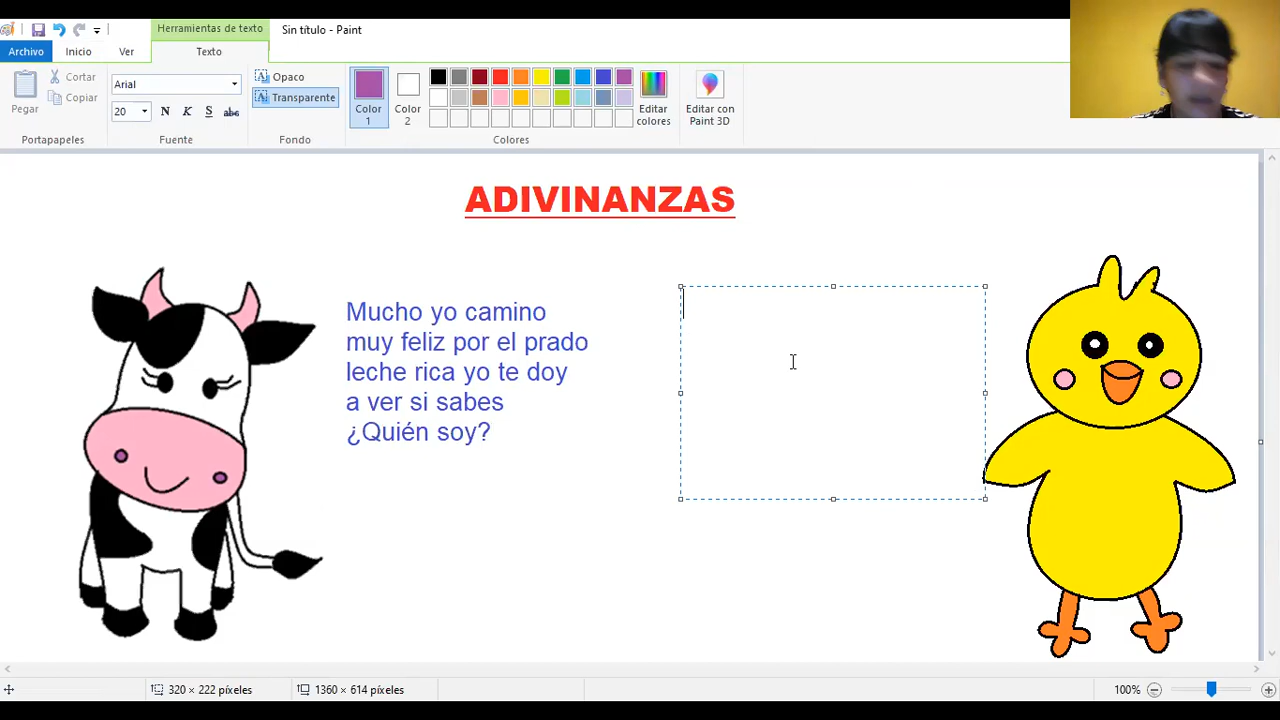 Herramientas de texto
Sin título - Paint
Archivo
Inicio
Ver
Texto
Pegar
Cortar
Copiar
Portapapeles
Arial
20
N K S abc
Fuente
Opaco
Transparente
Fondo
Color 1
Color 2
Editar colores
Editar con Paint 3D
Colores
ADIVINANZAS
Mucho yo camino
muy feliz por el prado
leche rica yo te doy
a ver si sabes
¿Quién soy?
320 × 222 píxeles
1360 × 614 píxeles
100%